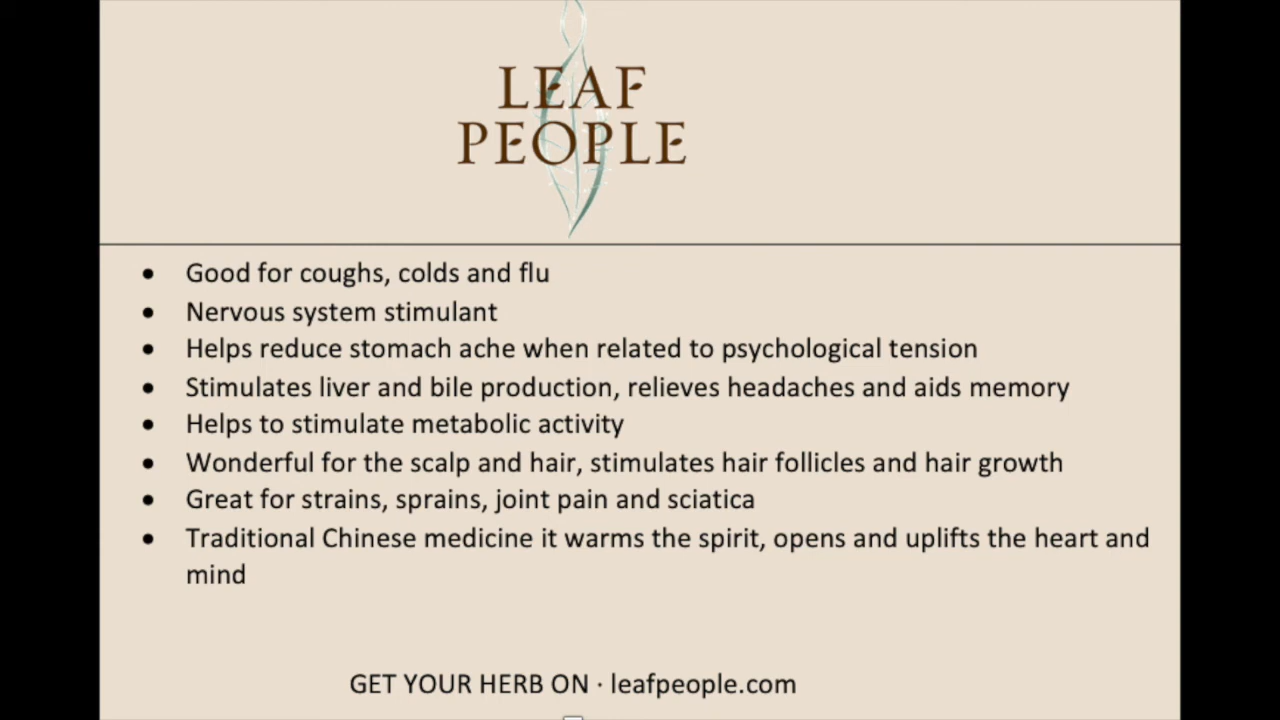 LEAF
PEOPLE
• Good for coughs, colds and flu
• Nervous system stimulant
• Helps reduce stomach ache when related to psychological tension
• Stimulates liver and bile production, relieves headaches and aids memory
• Helps to stimulate metabolic activity
• Wonderful for the scalp and hair, stimulates hair follicles and hair growth
• Great for strains, sprains, joint pain and sciatica
• Traditional Chinese medicine it warms the spirit, opens and uplifts the heart and
mind
GET YOUR HERB ON · leafpeople.com